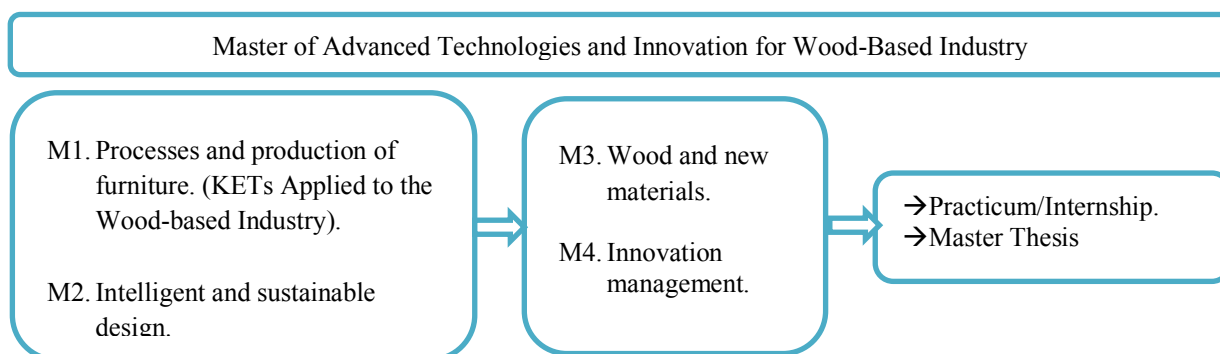 Master of Advanced Technologies and Innovation for Wood-Based Industry
M1. Processes and production of
furniture. (KETs Applied to the
Wood-based Industry).
M2. Intelligent and sustainable
design.
M3. Wood and new
materials.
M4. Innovation
management.
→Practicum/Internship.
→Master Thesis